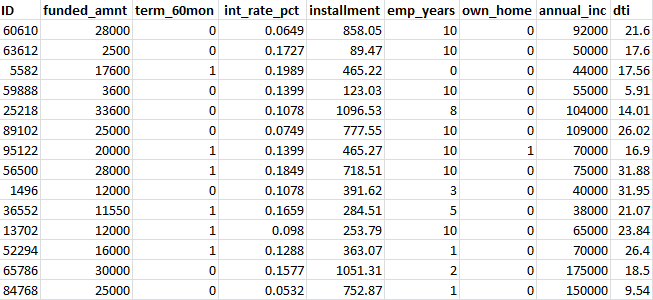 ID funded_amnt term_60mon int_rate_pct installment emp_years own_home annual_inc dti
60610 28000 0 0.0649 858.05 10 0 92000 21.6
63612 2500 0 0.1727 89.47 10 0 50000 17.6
5582 17600 1 0.1989 465.22 0 0 44000 17.56
59888 3600 0 0.1399 123.03 10 0 55000 5.91
25218 33600 0 0.1078 1096.53 8 0 104000 14.01
89102 25000 0 0.0749 777.55 10 0 109000 26.02
95122 20000 1 0.1399 465.27 10 1 70000 16.9
56500 28000 1 0.1849 718.51 10 0 75000 31.88
1496 12000 0 0.1078 391.62 3 0 40000 31.95
36552 11550 1 0.1659 284.51 5 0 38000 21.07
13702 12000 1 0.098 253.79 10 0 65000 23.84
52294 16000 1 0.1288 363.07 1 0 70000 26.4
65786 30000 0 0.1577 1051.31 2 0 175000 18.5
84768 25000 0 0.0532 752.87 1 0 150000 9.54